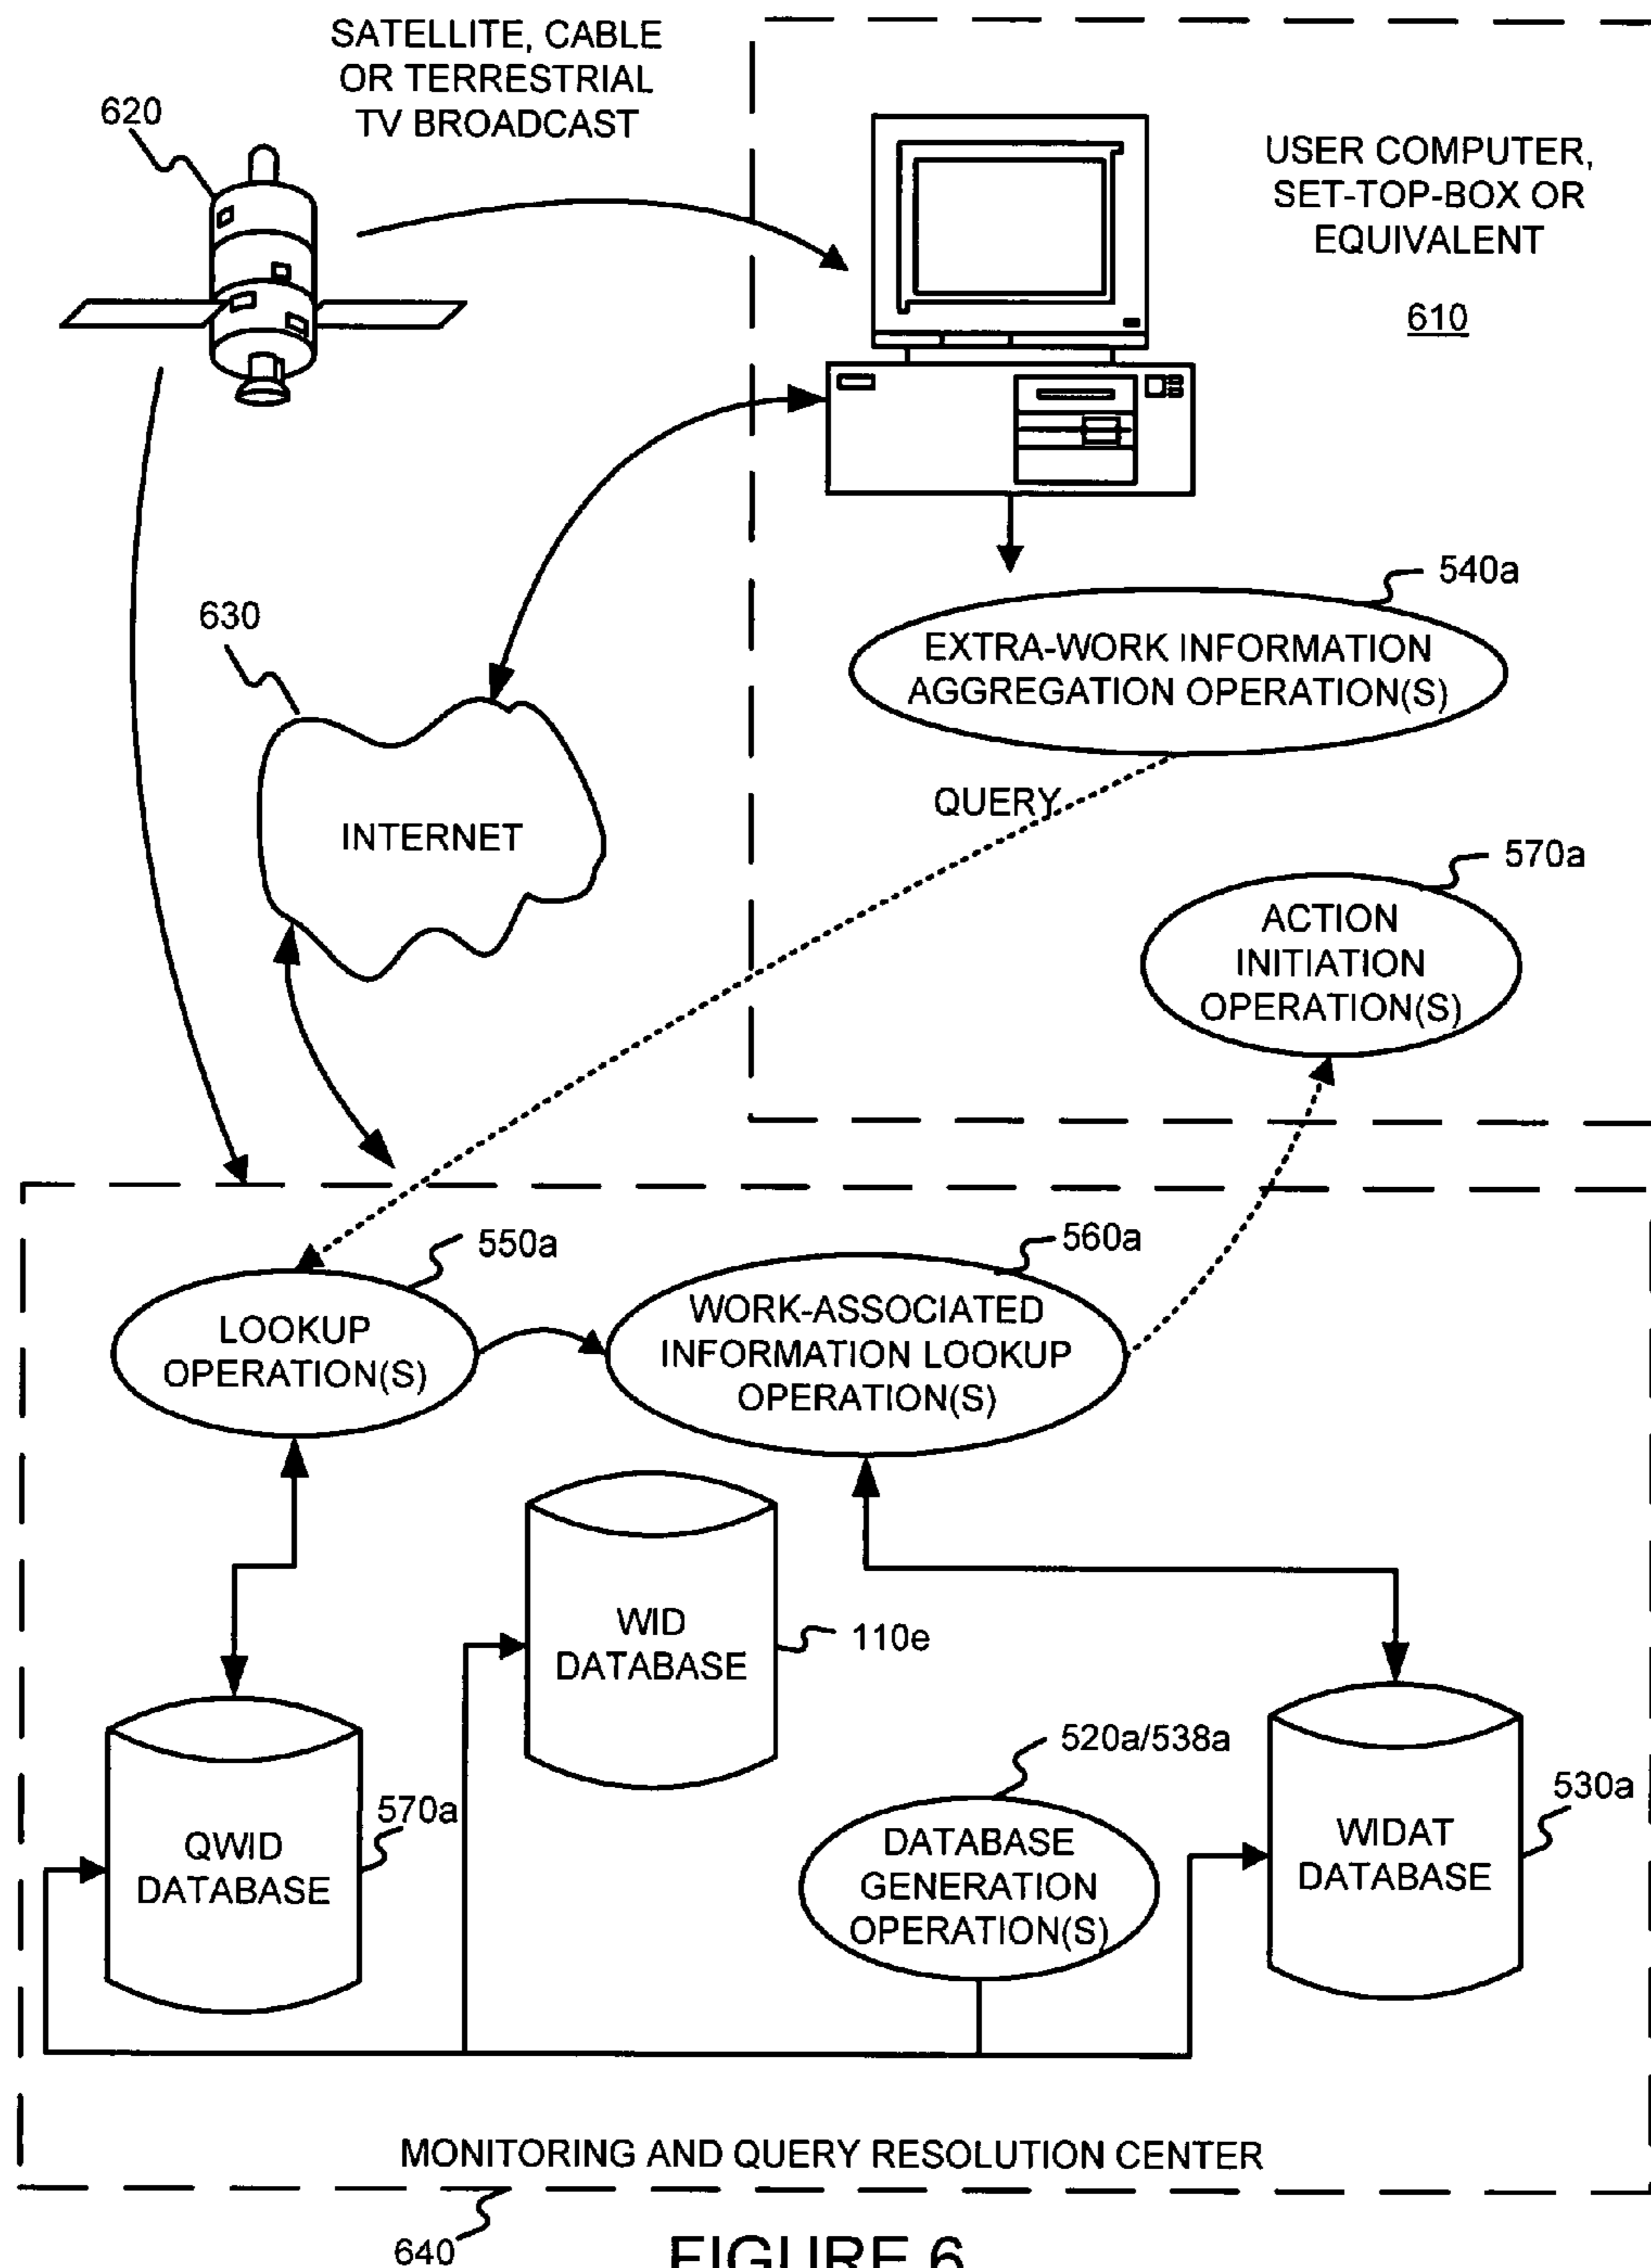 SATELLITE, CABLE
OR TERRESTRIAL
TV BROADCAST
620
USER COMPUTER,
SET-TOP-BOX OR
EQUIVALENT
610
540a
EXTRA-WORK INFORMATION
AGGREGATION OPERATION(S)
630
INTERNET
QUERY
570a
ACTION
INITIATION
OPERATION(S)
550a
LOOKUP
OPERATION(S)
560a
WORK-ASSOCIATED
INFORMATION LOOKUP
OPERATION(S)
WID
DATABASE
110e
QWID
DATABASE
570a
520a/538a
DATABASE
GENERATION
OPERATION(S)
WIDAT
DATABASE
530a
MONITORING AND QUERY RESOLUTION CENTER
640
FIGURE 6